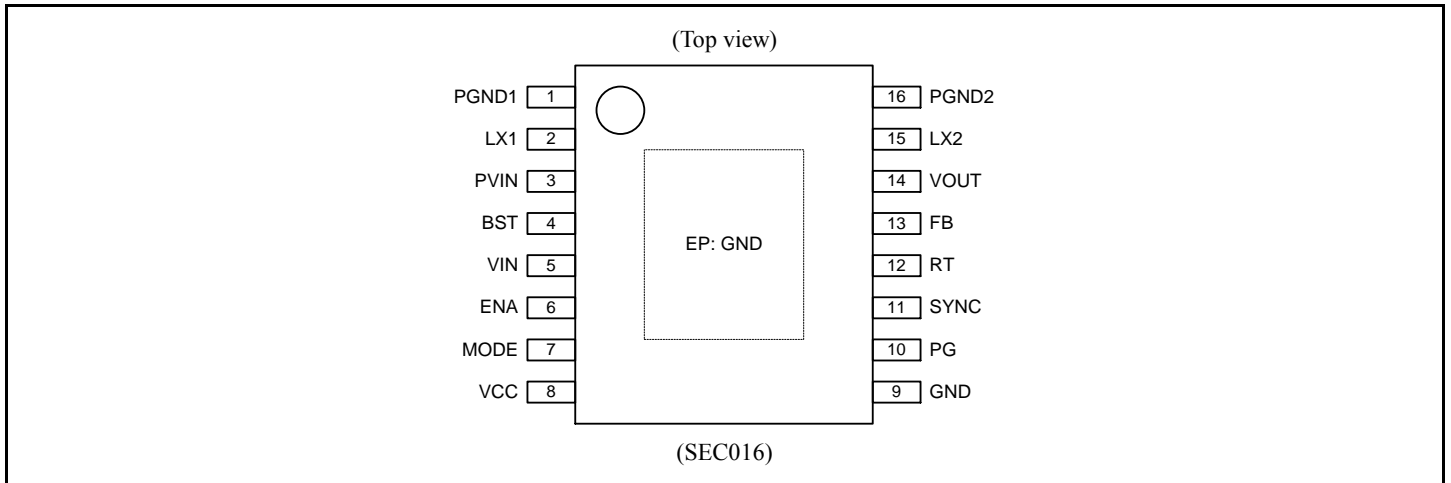 (Top view)
PGND1 1 16 PGND2
LX1 2 15 LX2
PVIN 3 14 VOUT
BST 4 13 FB
EP: GND
VIN 5 12 RT
ENA 6 11 SYNC
MODE 7 10 PG
VCC 8 9 GND
(SEC016)